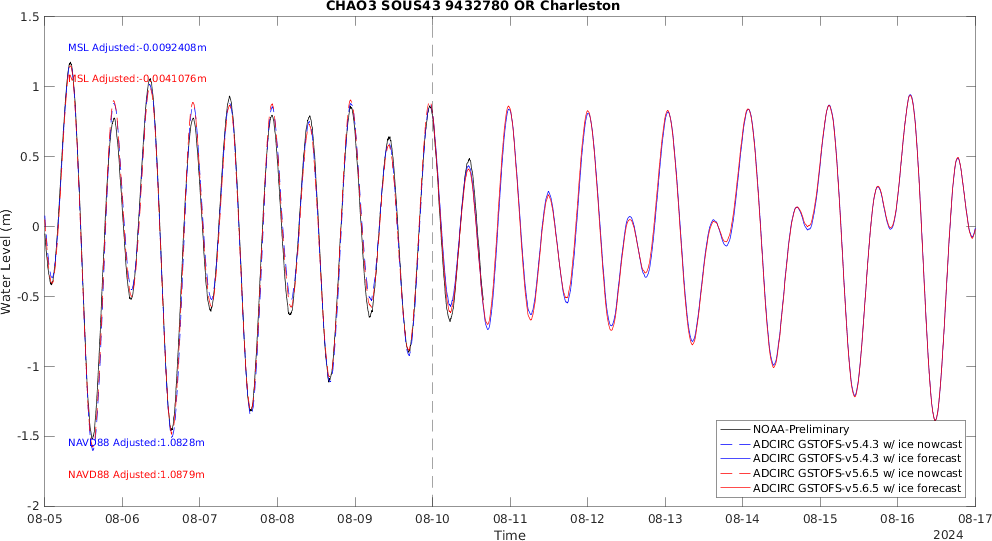 CHAO3 SOUS43 9432780 OR Charleston
1.5
1
0.5
0
-0.5
-1
-1.5
-2
Water Level (m)
MSL Adjusted:-0.0092408m
MSL Adjusted:-0.0041076m
NAVD88 Adjusted:1.0828m
NAVD88 Adjusted:1.0879m
NOAA-Preliminary
ADCIRC GSTOFS-v5.4.3 w/ ice nowcast
ADCIRC GSTOFS-v5.4.3 w/ ice forecast
ADCIRC GSTOFS-v5.6.5 w/ ice nowcast
ADCIRC GSTOFS-v5.6.5 w/ ice forecast
08-05 08-06 08-07 08-08 08-09 08-10 08-11 08-12 08-13 08-14 08-15 08-16 08-17
Time
2024